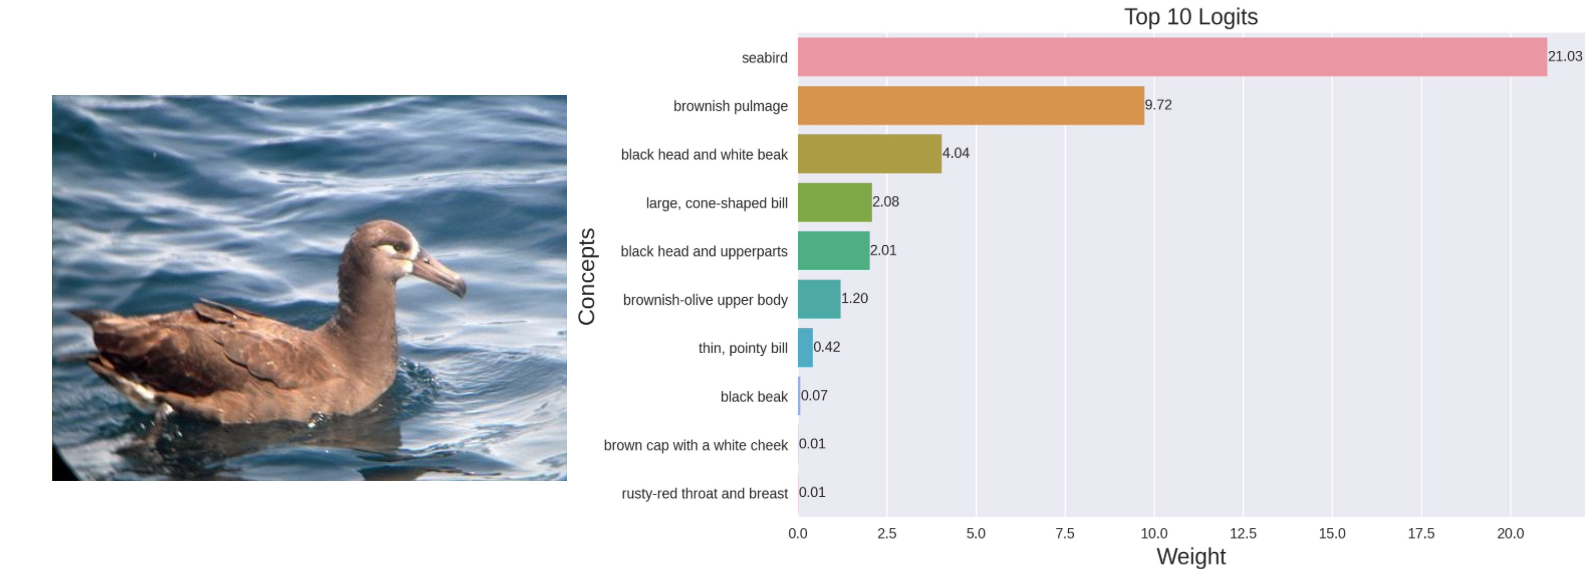 Top 10 Logits
Concepts
seabird 21.03
brownish pulmage 9.72
black head and white beak 4.04
large, cone-shaped bill 2.08
black head and upperparts 2.01
brownish-olive upper body 1.20
thin, pointy bill 0.42
black beak 0.07
brown cap with a white cheek 0.01
rusty-red throat and breast 0.01
0.0 2.5 5.0 7.5 10.0 12.5 15.0 17.5 20.0
Weight